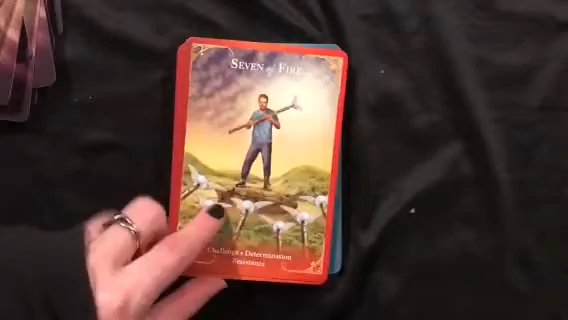 Seven of Fire
Challenge • Determination
Resistance